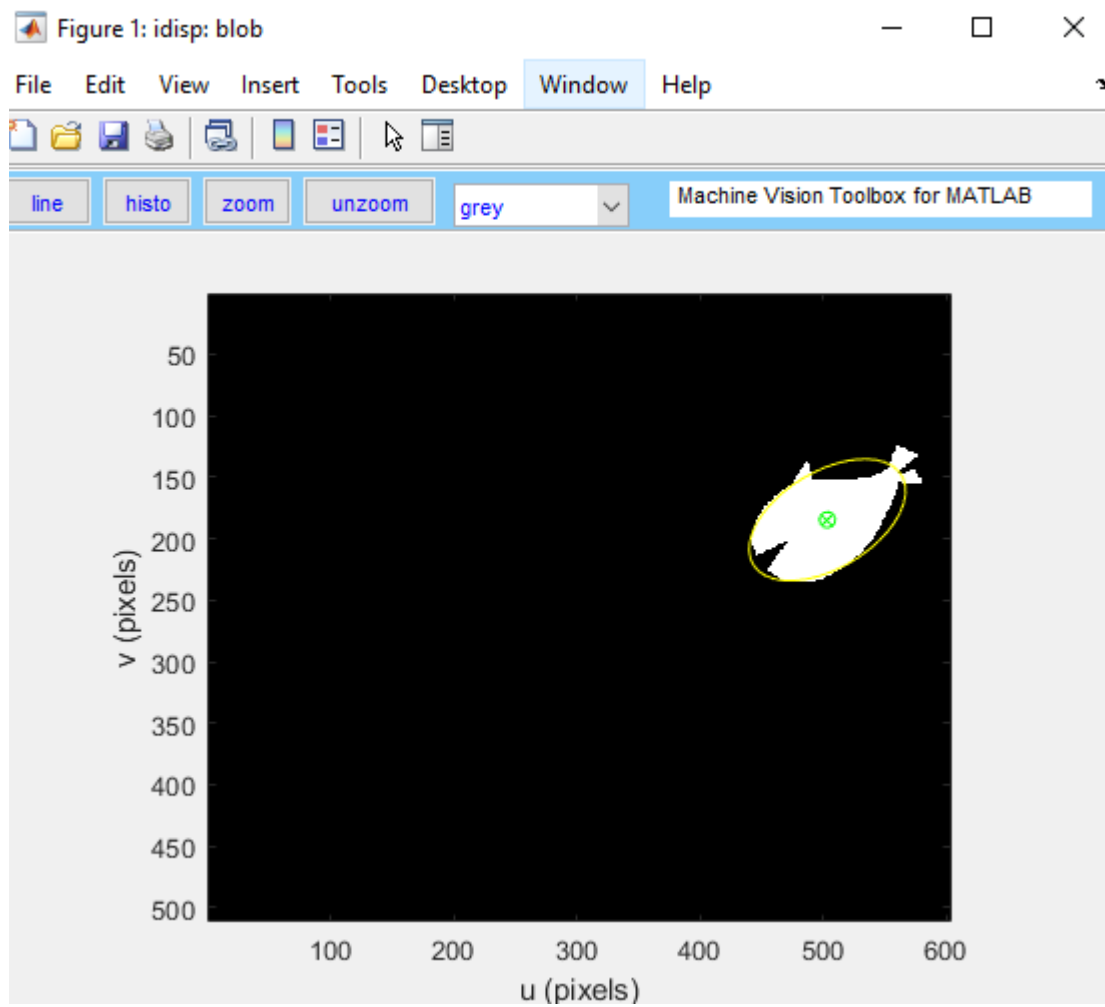 Figure 1: idisp: blob
File Edit View Insert Tools Desktop Window Help
line histo zoom unzoom grey Machine Vision Toolbox for MATLAB
50
100
150
200
250
300
350
400
450
500
v (pixels)
100 200 300 400 500 600
u (pixels)